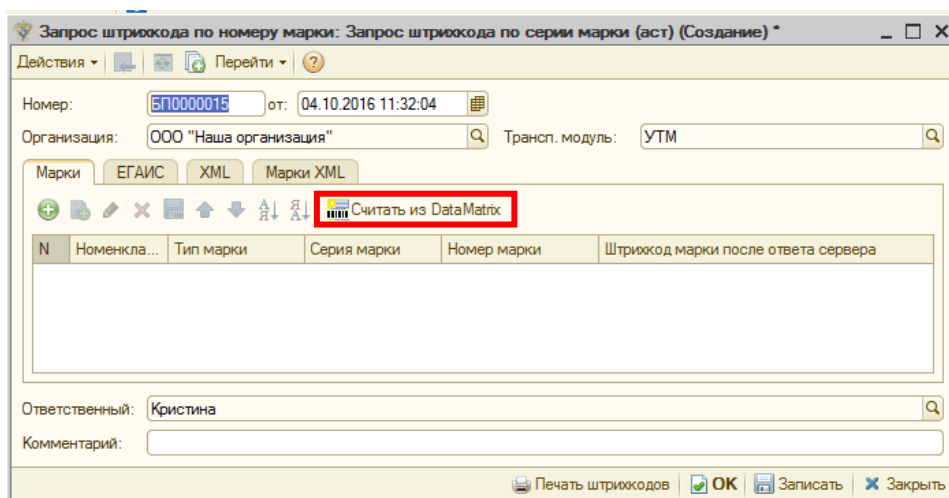 Запрос штрихкода по номеру марки: Запрос штрихкода по серии марки (аст) (Создание) *
Действия Перейти
Номер: БП0000015 от: 04.10.2016 11:32:04
Организация: ООО "Наша организация" Трансп. модуль: УТМ
Марки ЕГАИС XML Марки XML
Считать из DataMatrix
N Номенкла... Тип марки Серия марки Номер марки Штрихкод марки после ответа сервера
Ответственный: Кристина
Комментарий:
Печать штрихкодов OK Записать Закрыть